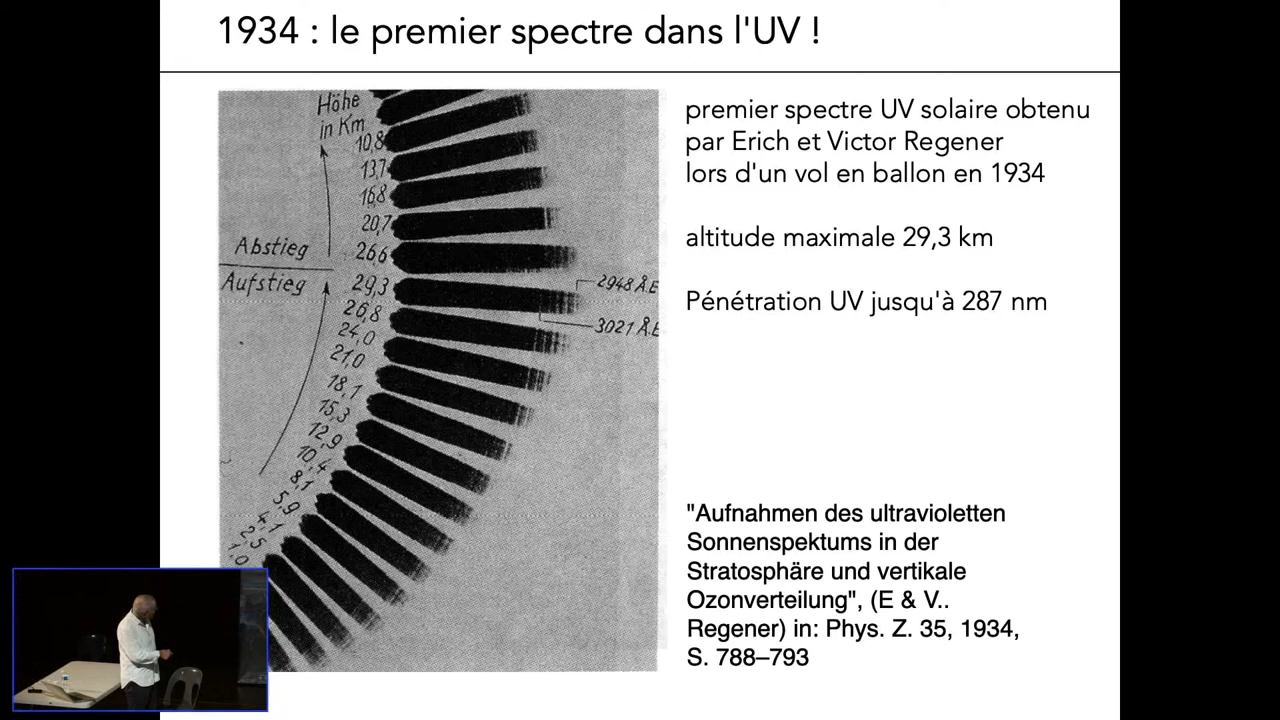 1934 : le premier spectre dans l'UV !
Höhe
in Km
10,8
13,7
16,8
20,7
26,6
Abstieg
Aufstieg
29,3
26,8
24,0
21,0
18,1
15,3
12,9
10,4
8,1
5,9
4,1
2,5
1,0
2948 Å.E
3021 Å.E
premier spectre UV solaire obtenu
par Erich et Victor Regener
lors d'un vol en ballon en 1934
altitude maximale 29,3 km
Pénétration UV jusqu'à 287 nm
"Aufnahmen des ultravioletten
Sonnenspektums in der
Stratosphäre und vertikale
Ozonverteilung", (E & V..
Regener) in: Phys. Z. 35, 1934,
S. 788–793